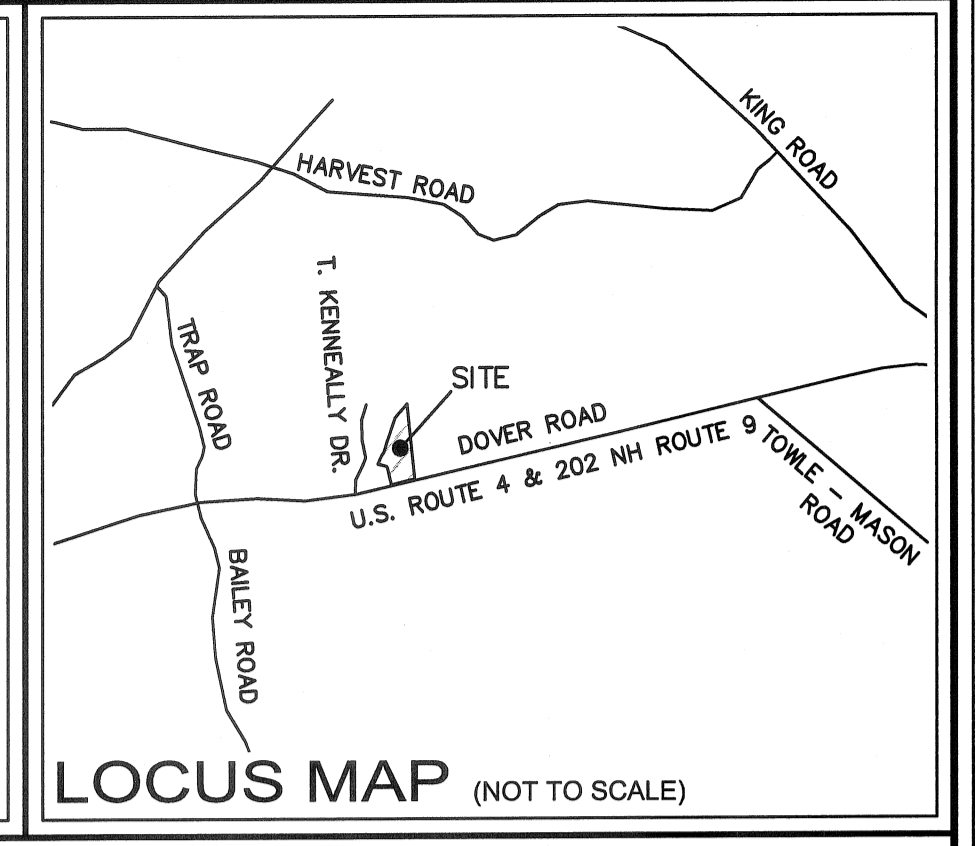 KING ROAD
HARVEST ROAD
T. KENNEALLY DR.
TRAP ROAD
SITE
DOVER ROAD
U.S. ROUTE 4 & 202 NH ROUTE 9
TOWLE - MASON
ROAD
BAILEY ROAD
LOCUS MAP (NOT TO SCALE)